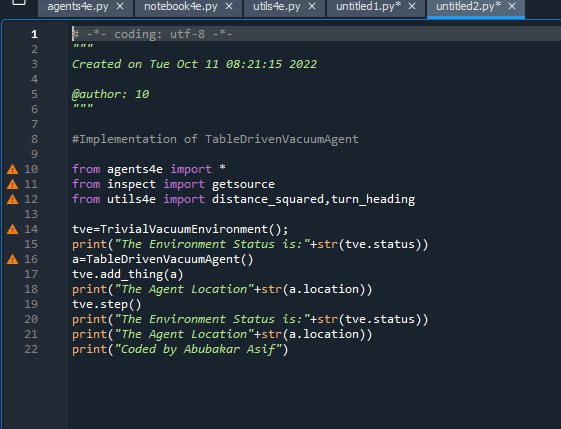 agents4e.py × notebook4e.py × utils4e.py × untitled1.py* × untitled2.py* ×
1 # -*- coding: utf-8 -*-
2 """
3 Created on Tue Oct 11 08:21:15 2022
4
5 @author: 10
6 """
7
8 #Implementation of TableDrivenVacuumAgent
9
10 from agents4e import *
11 from inspect import getsource
12 from utils4e import distance_squared,turn_heading
13
14 tve=TrivialVacuumEnvironment();
15 print("The Environment Status is:"+str(tve.status))
16 a=TableDrivenVacuumAgent()
17 tve.add_thing(a)
18 print("The Agent Location"+str(a.location))
19 tve.step()
20 print("The Environment Status is:"+str(tve.status))
21 print("The Agent Location"+str(a.location))
22 print("Coded by Abubakar Asif")